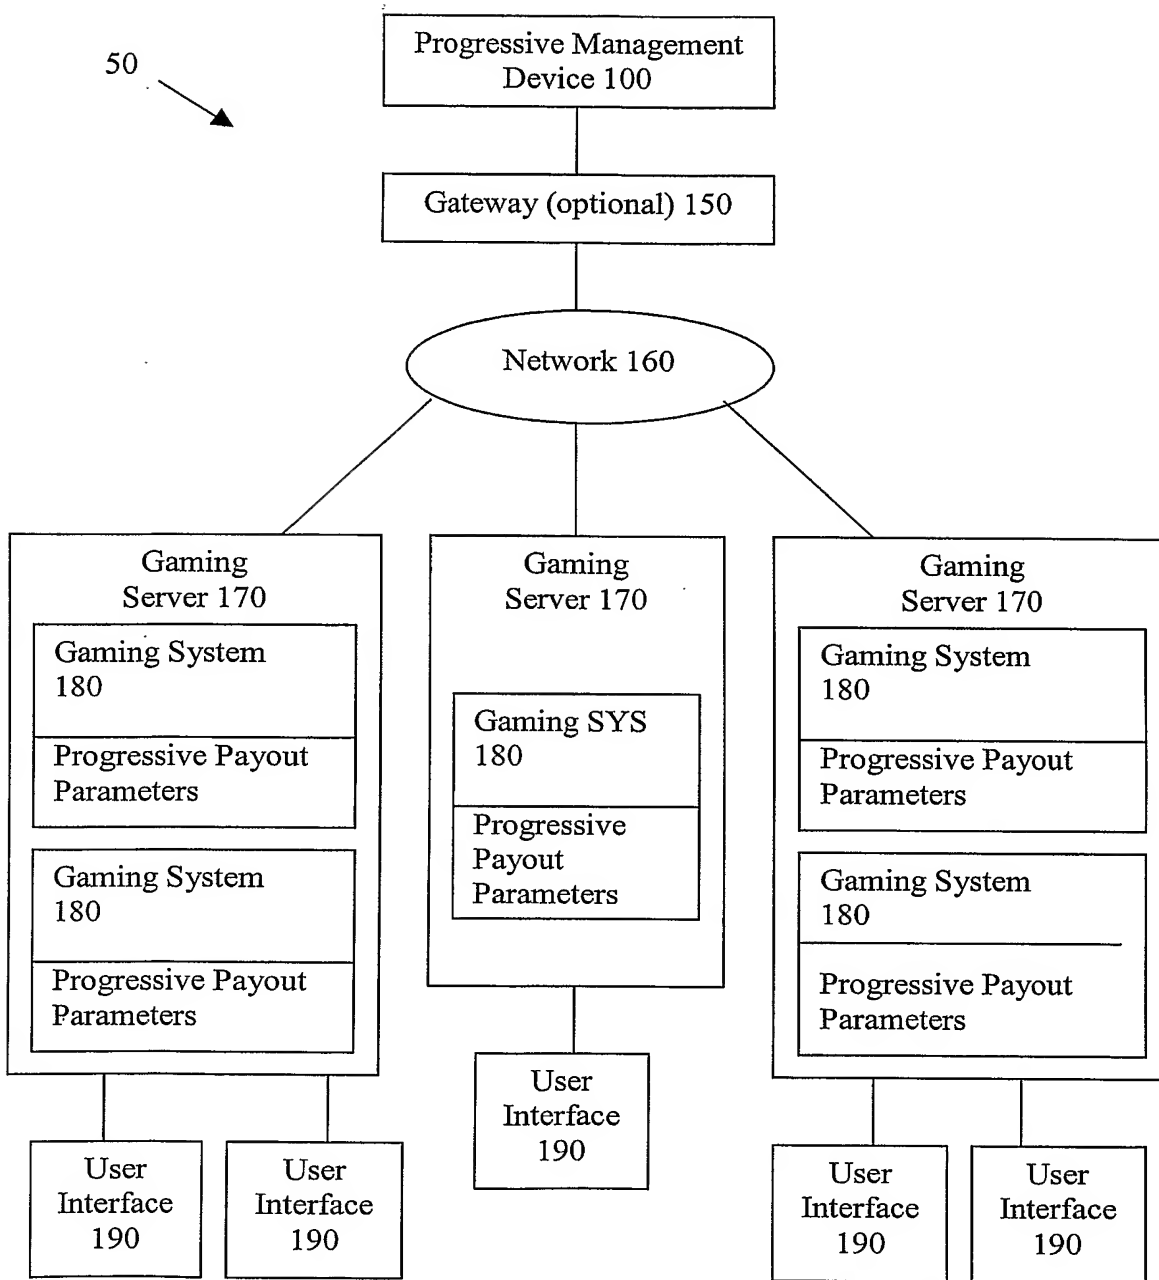 50
Progressive Management
Device 100
Gateway (optional) 150
Network 160
Gaming
Server 170
Gaming System
180
Progressive Payout
Parameters
Gaming System
180
Progressive Payout
Parameters
User
Interface
190
User
Interface
190
Gaming
Server 170
Gaming SYS
180
Progressive
Payout
Parameters
User
Interface
190
Gaming
Server 170
Gaming System
180
Progressive Payout
Parameters
Gaming System
180
Progressive Payout
Parameters
User
Interface
190
User
Interface
190